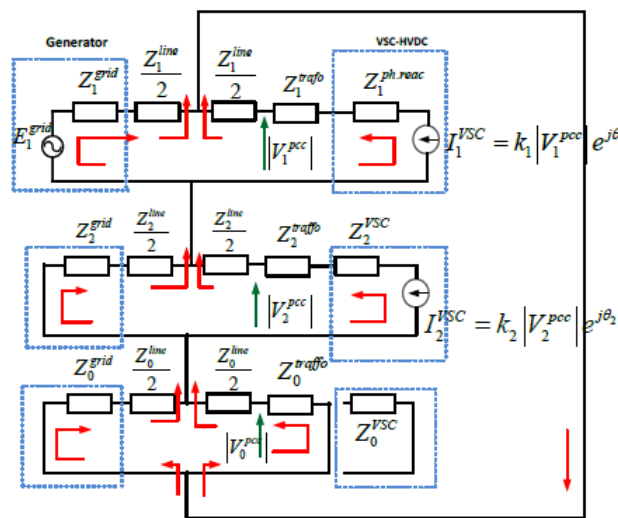 Generator
VSC-HVDC
Z_1^{grid}
Z_1^{line}/2
Z_1^{line}/2
Z_1^{trafo}
Z_1^{ph.reac}
E_1^{grid}
|V_1^{pcc}|
I_1^{VSC} = k_1|V_1^{pcc}|e^{jθ
Z_2^{grid}
Z_2^{line}/2
Z_2^{line}/2
Z_2^{traffo}
Z_2^{VSC}
|V_2^{pcc}|
I_2^{VSC} = k_2|V_2^{pcc}|e^{jθ_2}
Z_0^{grid}
Z_0^{line}/2
Z_0^{line}/2
Z_0^{traffo}
|V_0^{pcc}|
Z_0^{VSC}